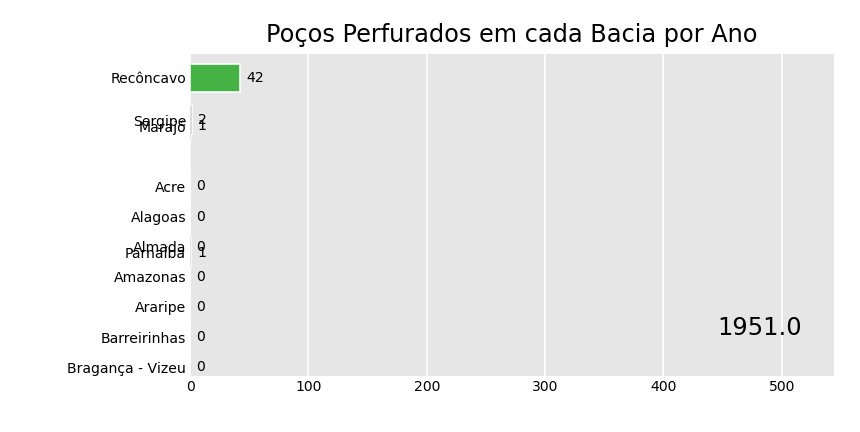 Poços Perfurados em cada Bacia por Ano
Recôncavo 42
Sergipe 2
Marajó 1
Acre 0
Alagoas 0
Almada 0
Parnaíba 1
Amazonas 0
Araripe 0
Barreirinhas 0
Bragança - Vizeu 0
1951.0
0 100 200 300 400 500